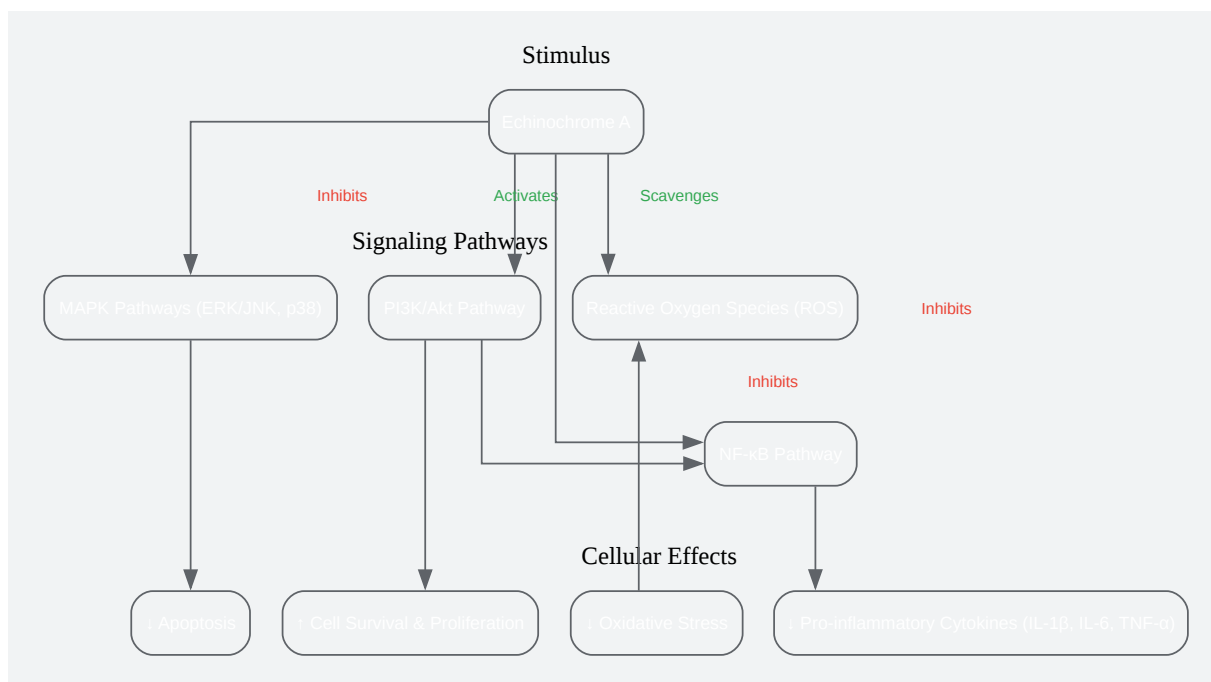 Stimulus
Echinochrome A
Inhibits
Activates
Scavenges
Signaling Pathways
MAPK Pathways (ERK/JNK, p38)
PI3K/Akt Pathway
Reactive Oxygen Species (ROS)
Inhibits
Inhibits
NF-κB Pathway
Cellular Effects
↓ Apoptosis
↑ Cell Survival & Proliferation
↓ Oxidative Stress
↓ Pro-inflammatory Cytokines (IL-1β, IL-6, TNF-α)